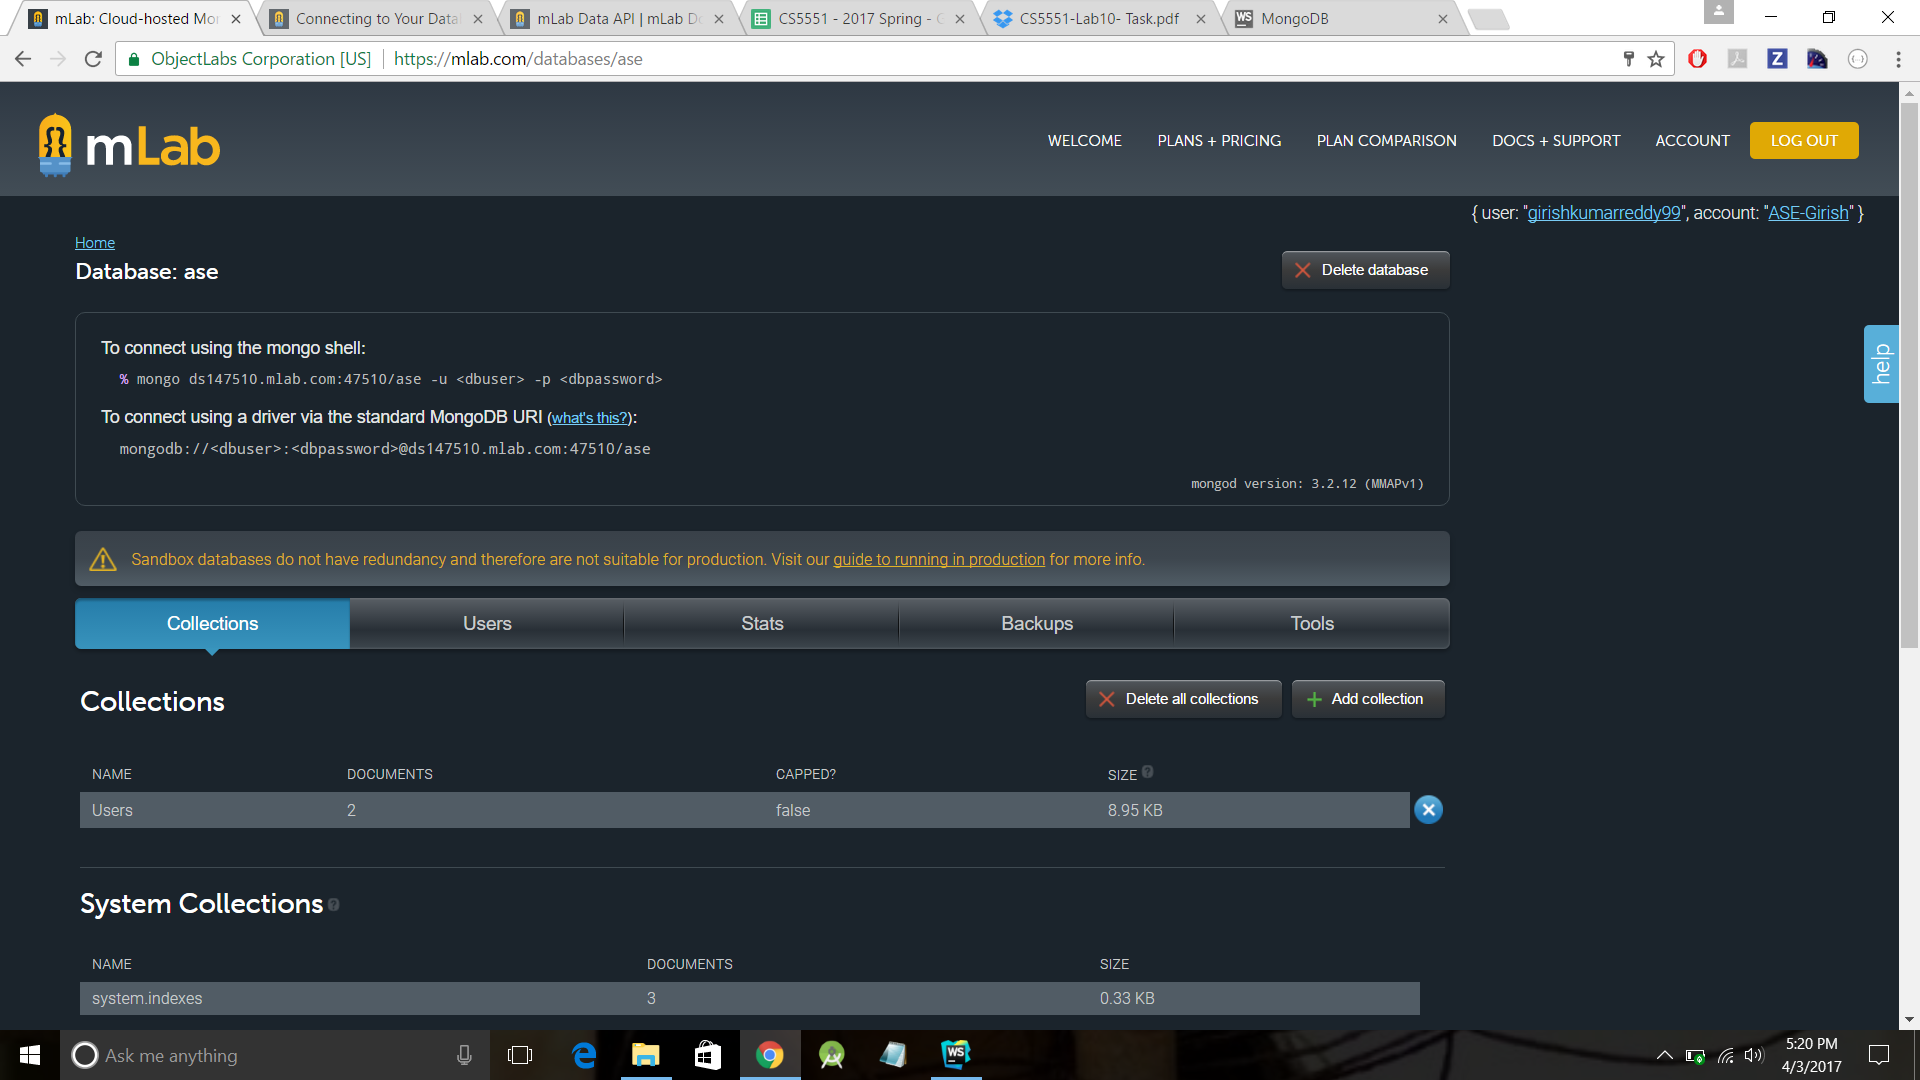 mLab: Cloud-hosted Mon
Connecting to Your Data
mLab Data API | mLab Do
CS5551 - 2017 Spring - C
CS5551-Lab10- Task.pdf
WS MongoDB
ObjectLabs Corporation [US] https://mlab.com/databases/ase
mLab
WELCOME
PLANS + PRICING
PLAN COMPARISON
DOCS + SUPPORT
ACCOUNT
LOG OUT
{ user: "girishkumarreddy99", account: "ASE-Girish" }
Home
Database: ase
Delete database
To connect using the mongo shell:
% mongo ds147510.mlab.com:47510/ase -u <dbuser> -p <dbpassword>
To connect using a driver via the standard MongoDB URI (what's this?):
mongodb://<dbuser>:<dbpassword>@ds147510.mlab.com:47510/ase
mongod version: 3.2.12 (MMAPv1)
help
Sandbox databases do not have redundancy and therefore are not suitable for production. Visit our guide to running in production for more info.
Collections
Users
Stats
Backups
Tools
Collections
Delete all collections
Add collection
NAME DOCUMENTS CAPPED? SIZE ?
Users 2 false 8.95 KB
System Collections ?
NAME DOCUMENTS SIZE
system.indexes 3 0.33 KB
Ask me anything
WS
5:20 PM
4/3/2017